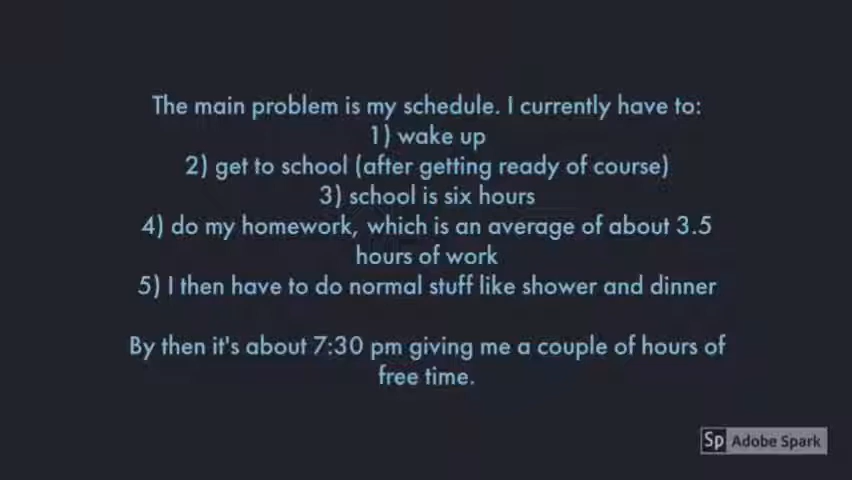 The main problem is my schedule. I currently have to:
1) wake up
2) get to school (after getting ready of course)
3) school is six hours
4) do my homework, which is an average of about 3.5
hours of work
5) I then have to do normal stuff like shower and dinner
By then it's about 7:30 pm giving me a couple of hours of
free time.
Sp Adobe Spark